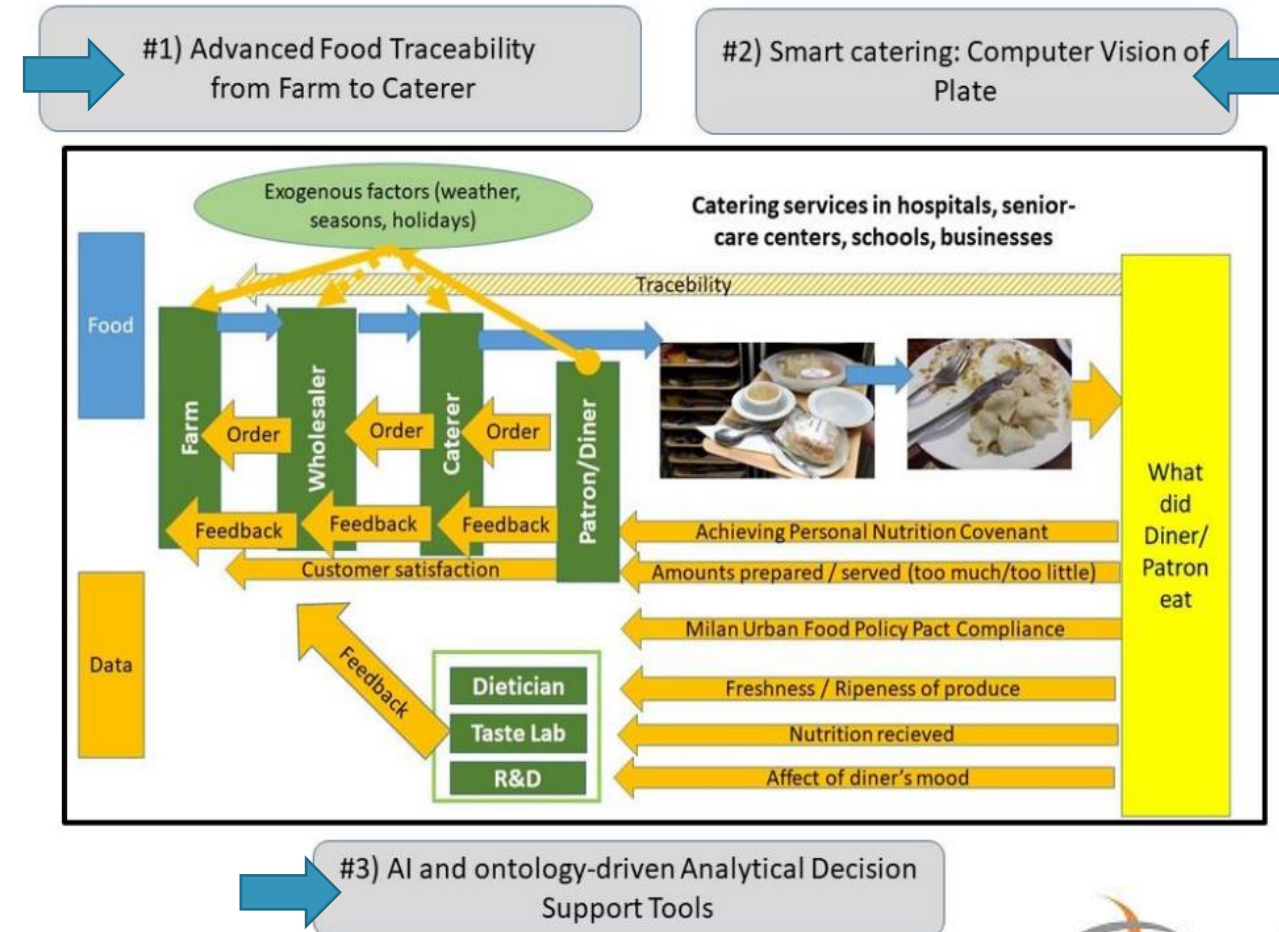 #1) Advanced Food Traceability
from Farm to Caterer
#2) Smart catering: Computer Vision of
Plate
Exogenous factors (weather,
seasons, holidays)
Catering services in hospitals, senior-
care centers, schools, businesses
Tracebility
Food
Farm
Wholesaler
Caterer
Patron/Diner
Order
Order
Order
Feedback
Feedback
Feedback
Customer satisfaction
Achieving Personal Nutrition Covenant
Amounts prepared / served (too much/too little)
Milan Urban Food Policy Pact Compliance
Freshness / Ripeness of produce
Nutrition recieved
Affect of diner's mood
What
did
Diner/
Patron
eat
Data
Feedback
Dietician
Taste Lab
R&D
#3) AI and ontology-driven Analytical Decision
Support Tools